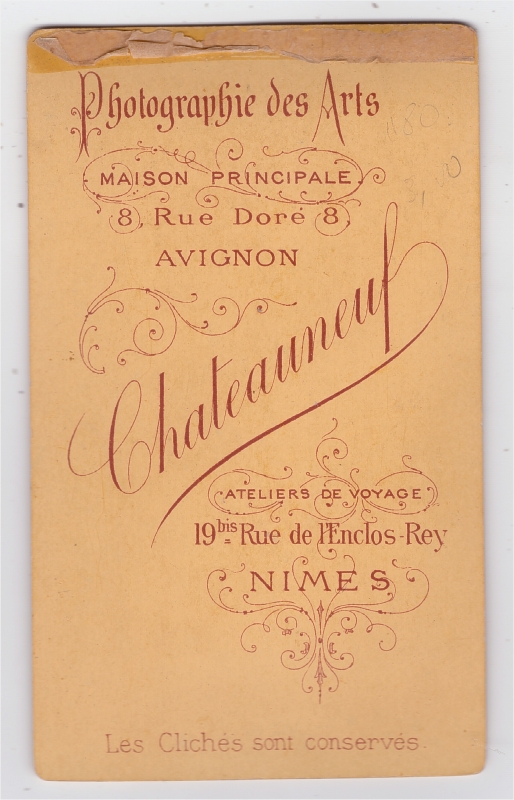 Photographie des Arts
MAISON PRINCIPALE
8, Rue Doré 8,
AVIGNON
Chateauneuf
ATELIERS DE VOYAGE
19bis Rue de l'Enclos-Rey
NIMES
Les Clichés sont conservés.